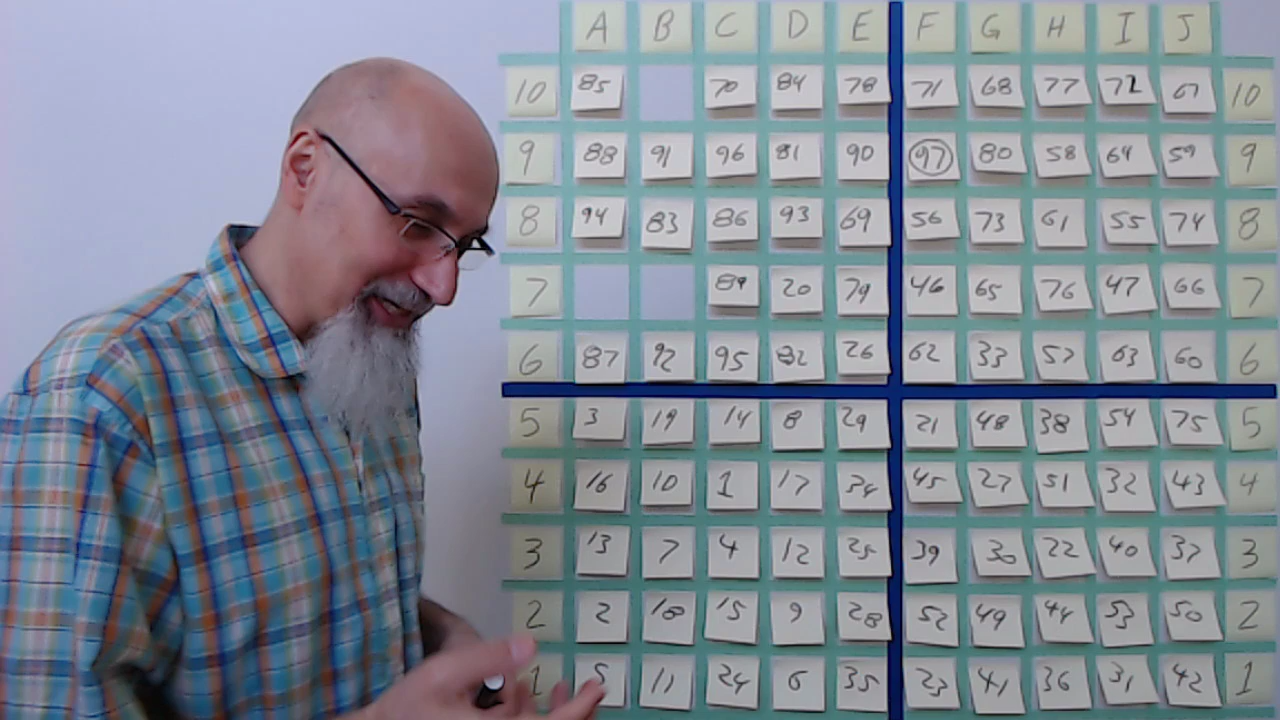 A B C D E F G H I J
10 85 70 84 78 71 68 77 72 67 10
9 88 91 96 81 90 97 80 58 64 59 9
8 94 83 86 93 69 56 73 61 55 74 8
7 89 20 79 46 65 76 47 66 7
6 87 92 95 82 26 62 33 57 63 60 6
5 3 19 14 8 29 21 48 38 54 75 5
4 16 10 1 17 34 45 27 51 32 43 4
3 13 7 4 12 25 39 30 22 40 37 3
2 2 18 15 9 28 52 49 44 53 50 2
1 5 11 24 6 35 23 41 36 31 42 1